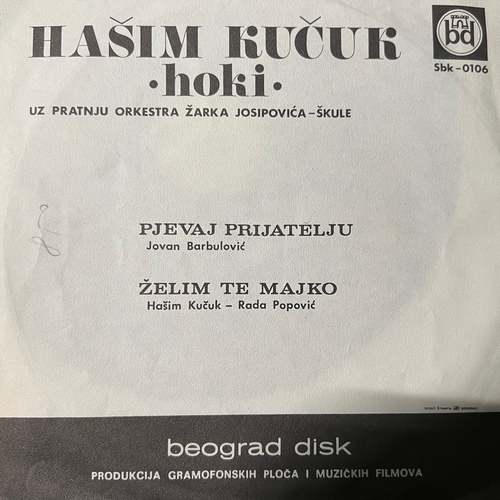 HAŠIM KUČUK
·hoki·
bd
Sbk-0106
UZ PRATNJU ORKESTRA ŽARKA JOSIPOVIĆA-ŠKULE
PJEVAJ PRIJATELJU
Jovan Barbulović
ŽELIM TE MAJKO
Hašim Kučuk - Rada Popović
beograd disk
PRODUKCIJA GRAMOFONSKIH PLOČA I MUZIČKIH FILMOVA